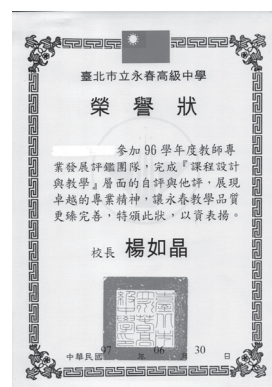 臺北市立永春高級中學
榮譽狀
參加96學年度教師專
業發展評鑑團隊,完成『課程設計
與教學』層面的自評與他評,展現
卓越的專業精神,讓永春教學品質
更臻完善,特頒此狀,以資表揚。
校長 楊如晶
中華民國 97 年 06 月 30 日